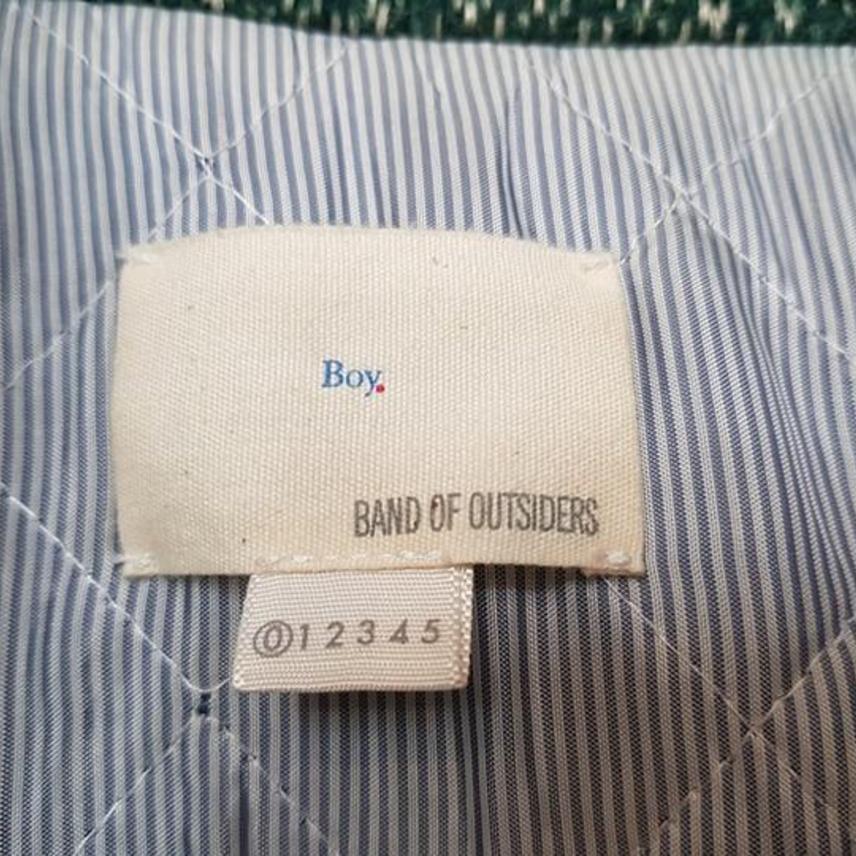 Boy.
BAND OF OUTSIDERS
0 1 2 3 4 5